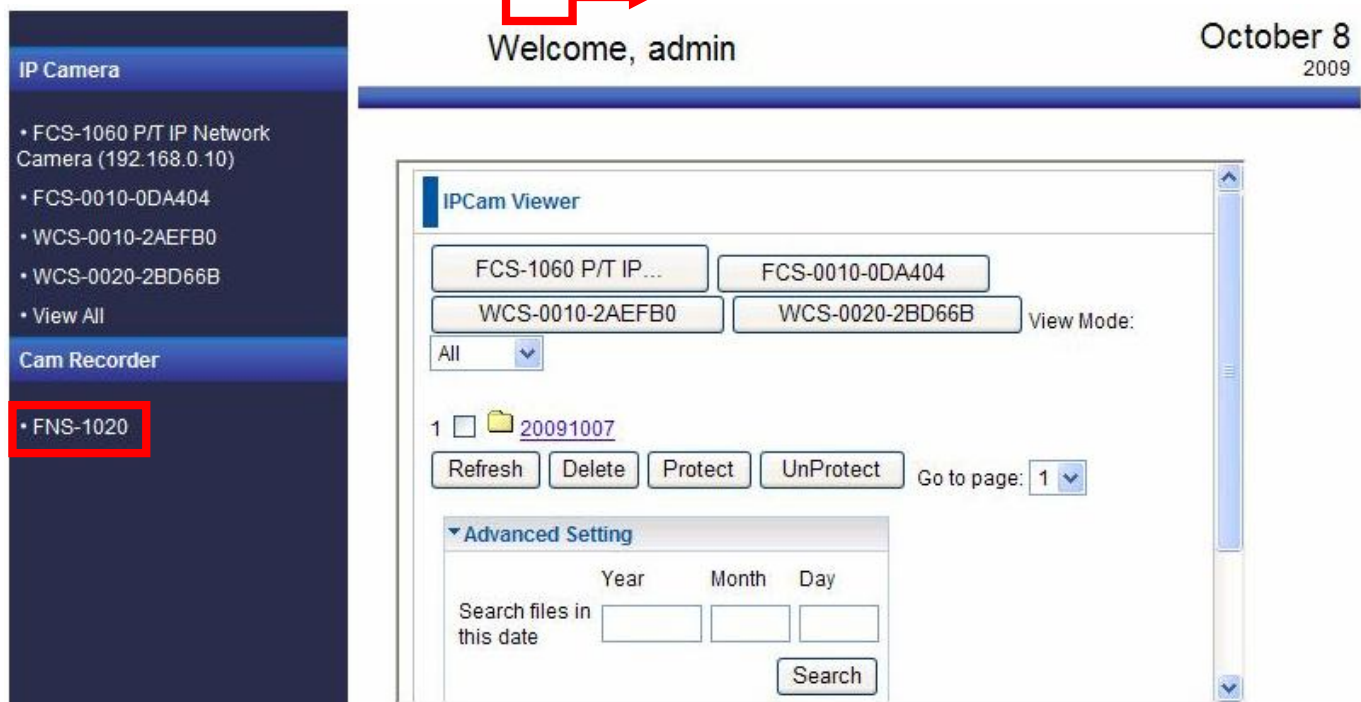 Welcome, admin
October 8
2009
IP Camera
• FCS-1060 P/T IP Network
Camera (192.168.0.10)
• FCS-0010-0DA404
• WCS-0010-2AEFB0
• WCS-0020-2BD66B
• View All
Cam Recorder
• FNS-1020
IPCam Viewer
FCS-1060 P/T IP... FCS-0010-0DA404
WCS-0010-2AEFB0 WCS-0020-2BD66B View Mode:
All
1 20091007
Refresh Delete Protect UnProtect Go to page: 1
Advanced Setting
Year Month Day
Search files in
this date
Search